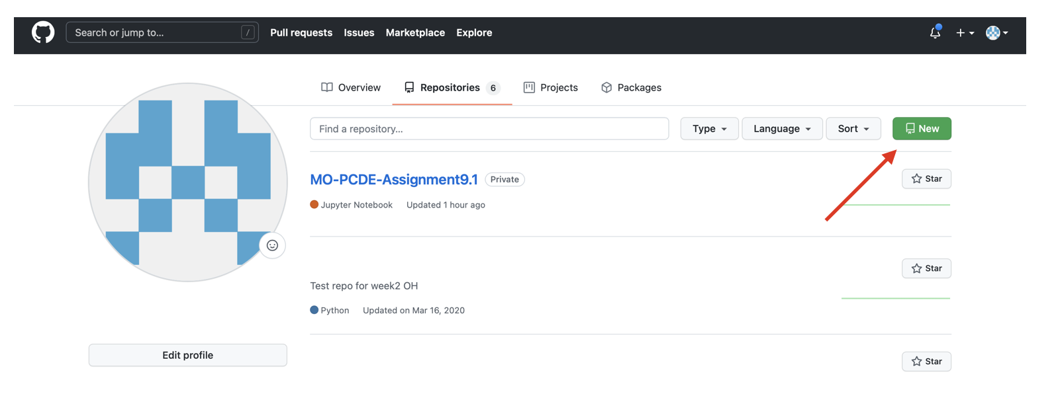 Search or jump to... /
Pull requests Issues Marketplace Explore
Overview Repositories 6 Projects Packages
Find a repository... Type Language Sort New
MO-PCDE-Assignment9.1 Private Star
Jupyter Notebook Updated 1 hour ago
Star
Test repo for week2 OH
Python Updated on Mar 16, 2020
Edit profile
Star